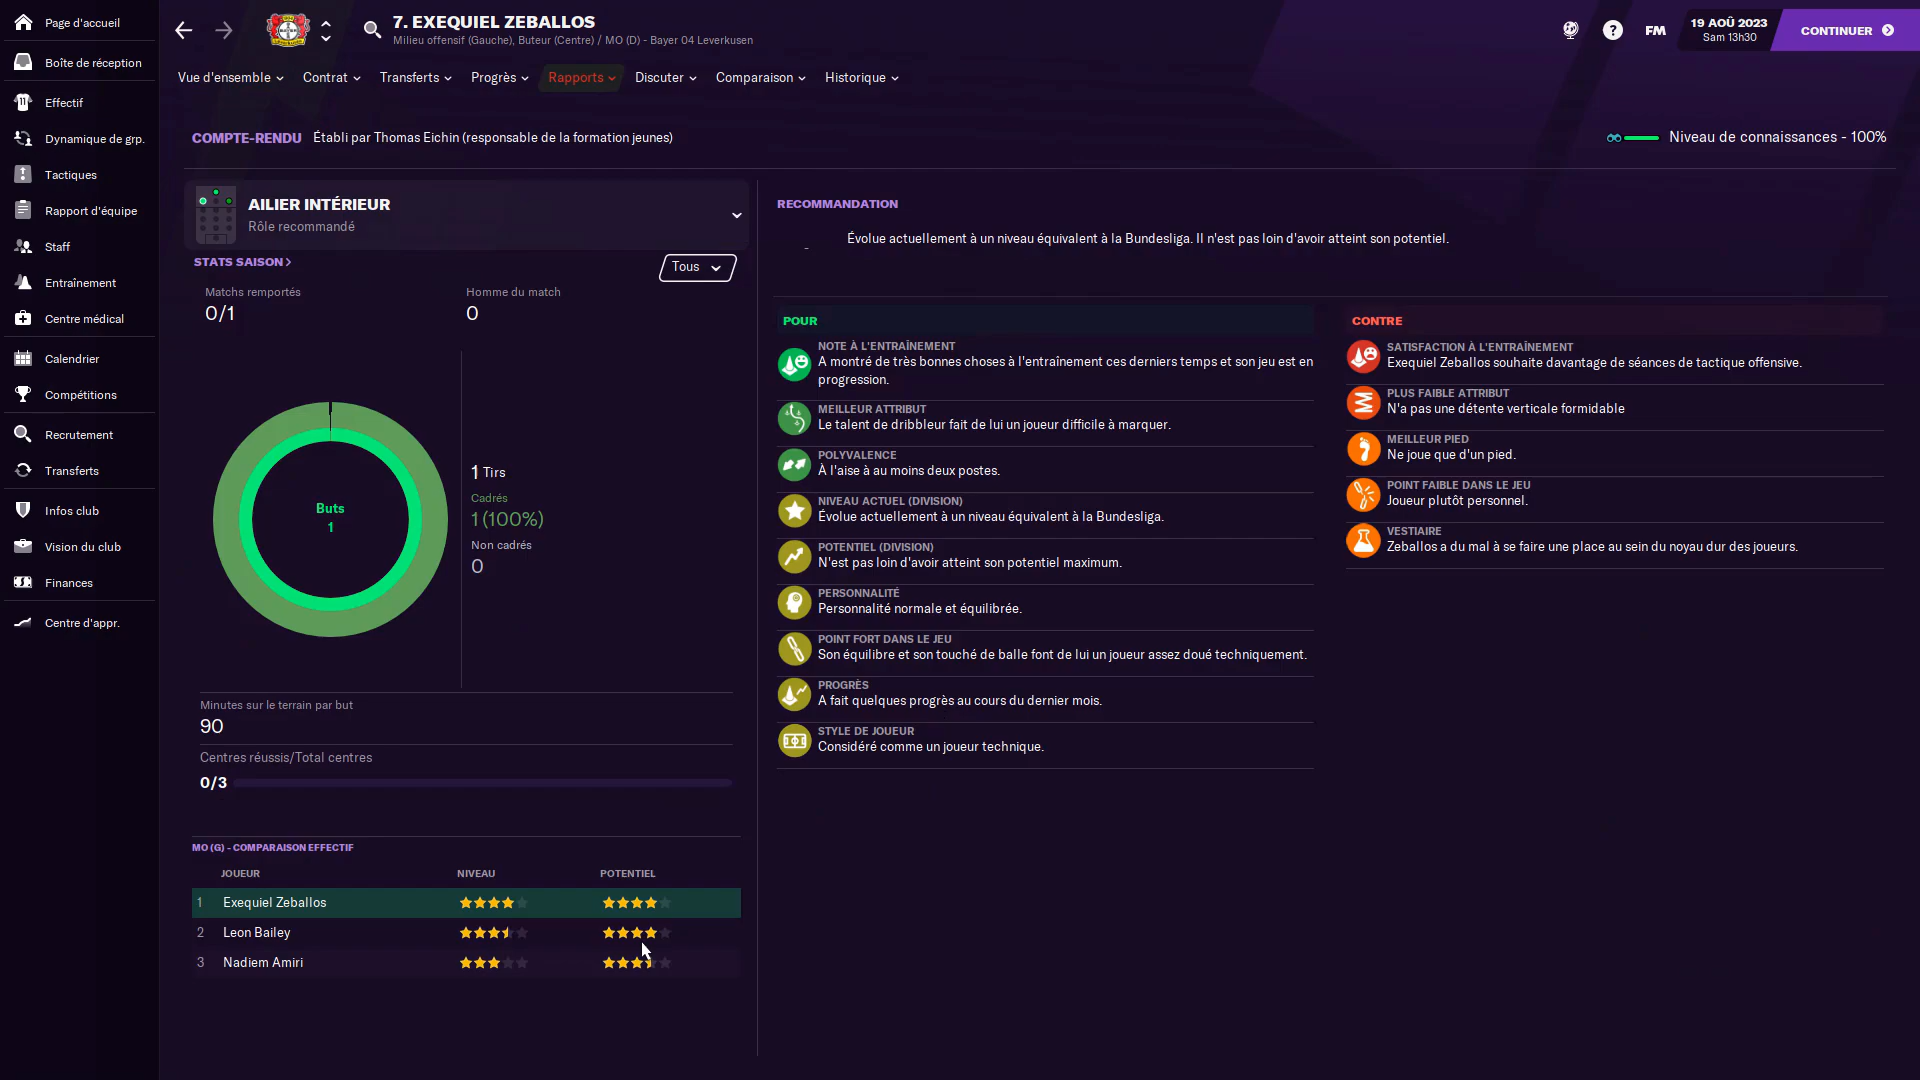 Page d'accueil
Boîte de réception
Effectif
Dynamique de grp.
Tactiques
Rapport d'équipe
Staff
Entraînement
Centre médical
Calendrier
Compétitions
Recrutement
Transferts
Infos club
Vision du club
Finances
Centre d'appr.
7. EXEQUIEL ZEBALLOS
Milieu offensif (Gauche), Buteur (Centre) / MO (D) - Bayer 04 Leverkusen
FM
19 AOÛ 2023
Sam 13h30
CONTINUER
Vue d'ensemble
Contrat
Transferts
Progrès
Rapports
Discuter
Comparaison
Historique
COMPTE-RENDU
Établi par Thomas Eichin (responsable de la formation jeunes)
Niveau de connaissances - 100%
AILIER INTÉRIEUR
Rôle recommandé
STATS SAISON >
Tous
Matchs remportés
0/1
Homme du match
0
Buts
1
1 Tirs
Cadrés
1 (100%)
Non cadrés
0
Minutes sur le terrain par but
90
Centres réussis/Total centres
0/3
MO (G) - COMPARAISON EFFECTIF
JOUEUR NIVEAU POTENTIEL
1 Exequiel Zeballos
2 Leon Bailey
3 Nadiem Amiri
RECOMMANDATION
-
Évolue actuellement à un niveau équivalent à la Bundesliga. Il n'est pas loin d'avoir atteint son potentiel.
POUR
NOTE À L'ENTRAÎNEMENT
A montré de très bonnes choses à l'entraînement ces derniers temps et son jeu est en
progression.
MEILLEUR ATTRIBUT
Le talent de dribbleur fait de lui un joueur difficile à marquer.
POLYVALENCE
À l'aise à au moins deux postes.
NIVEAU ACTUEL (DIVISION)
Évolue actuellement à un niveau équivalent à la Bundesliga.
POTENTIEL (DIVISION)
N'est pas loin d'avoir atteint son potentiel maximum.
PERSONNALITÉ
Personnalité normale et équilibrée.
POINT FORT DANS LE JEU
Son équilibre et son touché de balle font de lui un joueur assez doué techniquement.
PROGRÈS
A fait quelques progrès au cours du dernier mois.
STYLE DE JOUEUR
Considéré comme un joueur technique.
CONTRE
SATISFACTION À L'ENTRAÎNEMENT
Exequiel Zeballos souhaite davantage de séances de tactique offensive.
PLUS FAIBLE ATTRIBUT
N'a pas une détente verticale formidable
MEILLEUR PIED
Ne joue que d'un pied.
POINT FAIBLE DANS LE JEU
Joueur plutôt personnel.
VESTIAIRE
Zeballos a du mal à se faire une place au sein du noyau dur des joueurs.